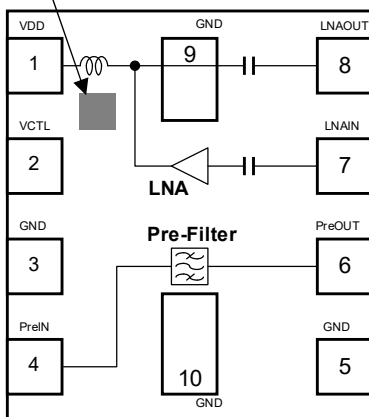 VDD
GND
LNAOUT
1
9
8
VCTL
LNAIN
2
7
LNA
GND
Pre-Filter
PreOUT
3
6
PreIN
GND
4
10
5
GND